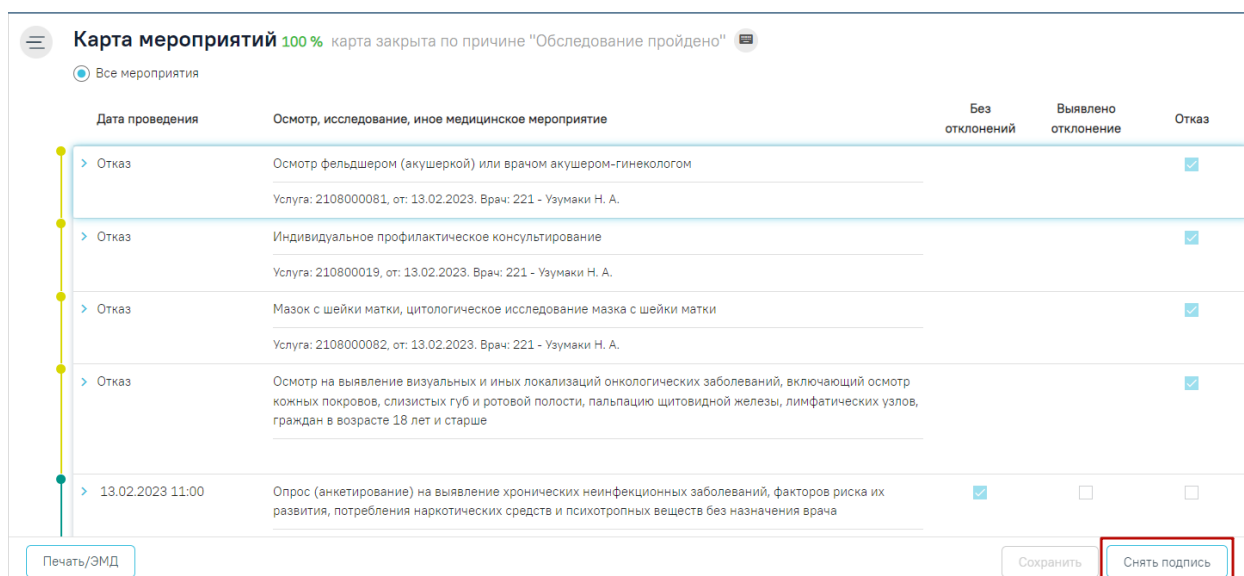 Карта мероприятий 100 % карта закрыта по причине "Обследование пройдено"
Все мероприятия
Дата проведения Осмотр, исследование, иное медицинское мероприятие Без отклонений Выявлено отклонение Отказ
Отказ Осмотр фельдшером (акушеркой) или врачом акушером-гинекологом
Услуга: 2108000081, от: 13.02.2023. Врач: 221 - Узумаки Н. А.
Отказ Индивидуальное профилактическое консультирование
Услуга: 210800019, от: 13.02.2023. Врач: 221 - Узумаки Н. А.
Отказ Мазок с шейки матки, цитологическое исследование мазка с шейки матки
Услуга: 2108000082, от: 13.02.2023. Врач: 221 - Узумаки Н. А.
Отказ Осмотр на выявление визуальных и иных локализаций онкологических заболеваний, включающий осмотр
кожных покровов, слизистых губ и ротовой полости, пальпацию щитовидной железы, лимфатических узлов,
граждан в возрасте 18 лет и старше
13.02.2023 11:00 Опрос (анкетирование) на выявление хронических неинфекционных заболеваний, факторов риска их
развития, потребления наркотических средств и психотропных веществ без назначения врача
Печать/ЭМД Сохранить Снять подпись